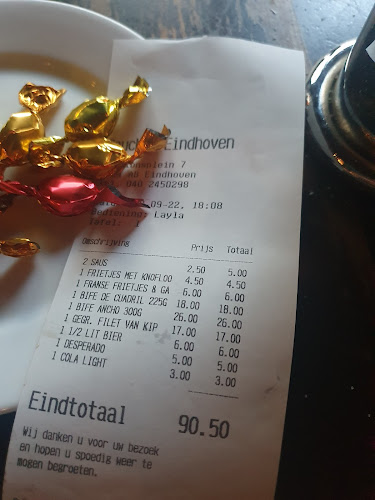 Eindhoven
7
Eindhoven
040 2458298
09-22, 18:08
Layla
Omschrijving Prijs Totaal
2 SAUS 2.50 5.00
1 FRIETJES MET KNOFLOO 4.50 4.50
1 FRANSE FRIETJES & GA 6.00 6.00
1 BIFE DE CUADRIL 225G 18.00 18.00
1 BIFE ANCHO 300G 26.00 26.00
1 GEGR. FILET VAN KIP 17.00 17.00
1 1/2 LIT BIER 6.00 6.00
1 DESPERADO 5.00 5.00
1 COLA LIGHT 3.00 3.00
Eindtotaal 90.50
Wij danken u voor uw bezoek
en hopen u spoedig weer te
mogen begroeten.